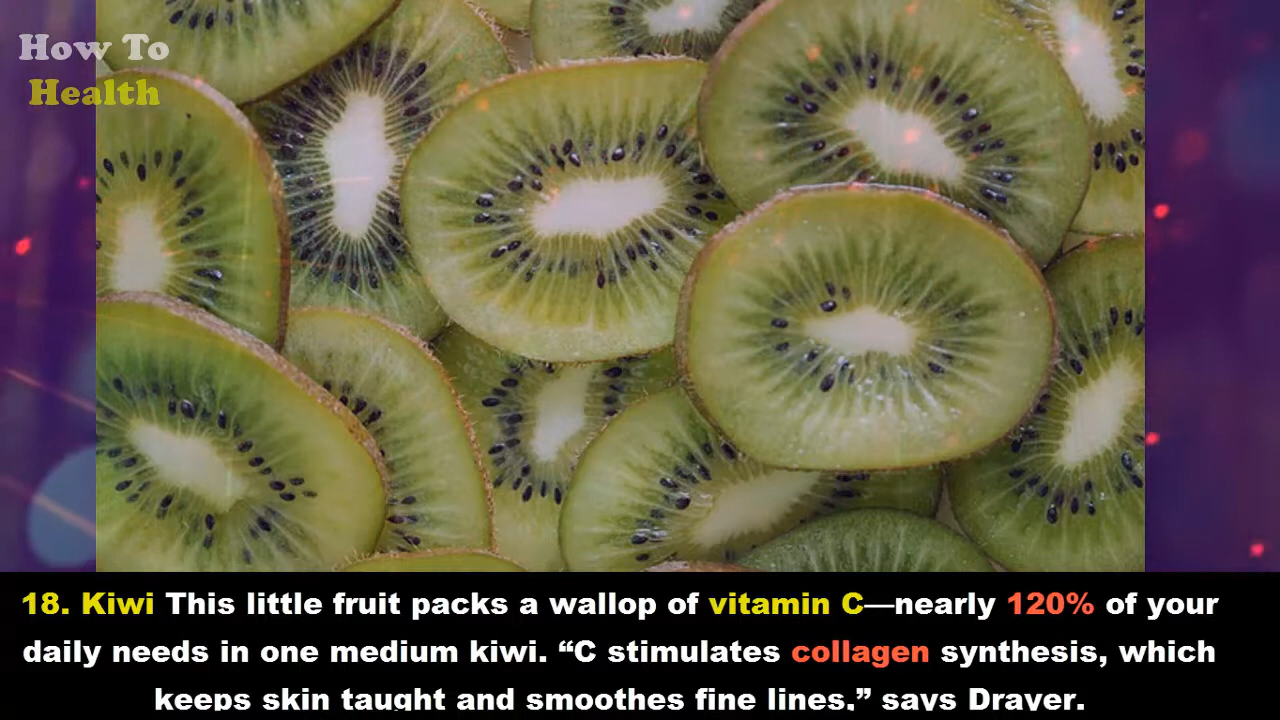 How To
Health
18. Kiwi This little fruit packs a wallop of vitamin C—nearly 120% of your
daily needs in one medium kiwi. “C stimulates collagen synthesis, which
keeps skin taught and smoothes fine lines,” says Drayer.